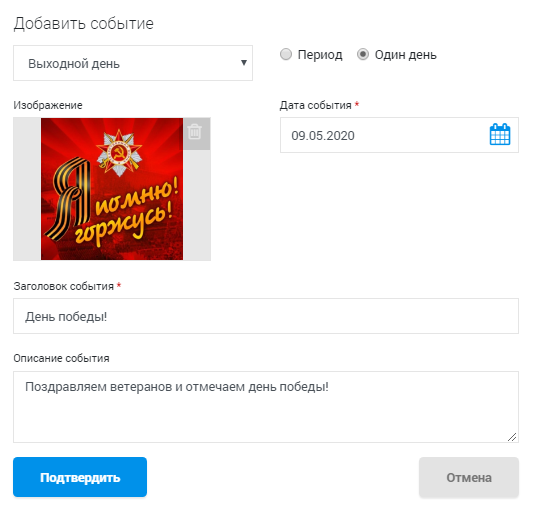 Добавить событие
Выходной день
Период
Один день
Изображение
Дата события *
Я помню!
горжусь!
09.05.2020
Заголовок события *
День победы!
Описание события
Поздравляем ветеранов и отмечаем день победы!
Подтвердить
Отмена